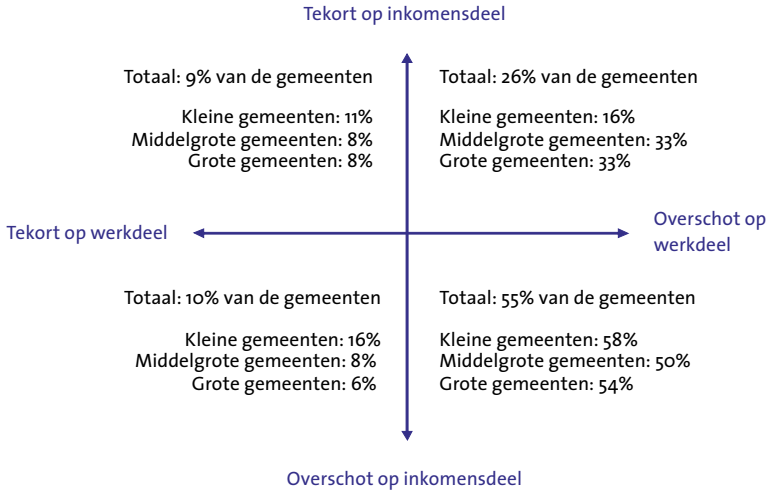 Tekort op inkomensdeel
Totaal: 9% van de gemeenten
Kleine gemeenten: 11%
Middelgrote gemeenten: 8%
Grote gemeenten: 8%
Totaal: 26% van de gemeenten
Kleine gemeenten: 16%
Middelgrote gemeenten: 33%
Grote gemeenten: 33%
Tekort op werkdeel
Overschot op
werkdeel
Totaal: 10% van de gemeenten
Kleine gemeenten: 16%
Middelgrote gemeenten: 8%
Grote gemeenten: 6%
Totaal: 55% van de gemeenten
Kleine gemeenten: 58%
Middelgrote gemeenten: 50%
Grote gemeenten: 54%
Overschot op inkomensdeel